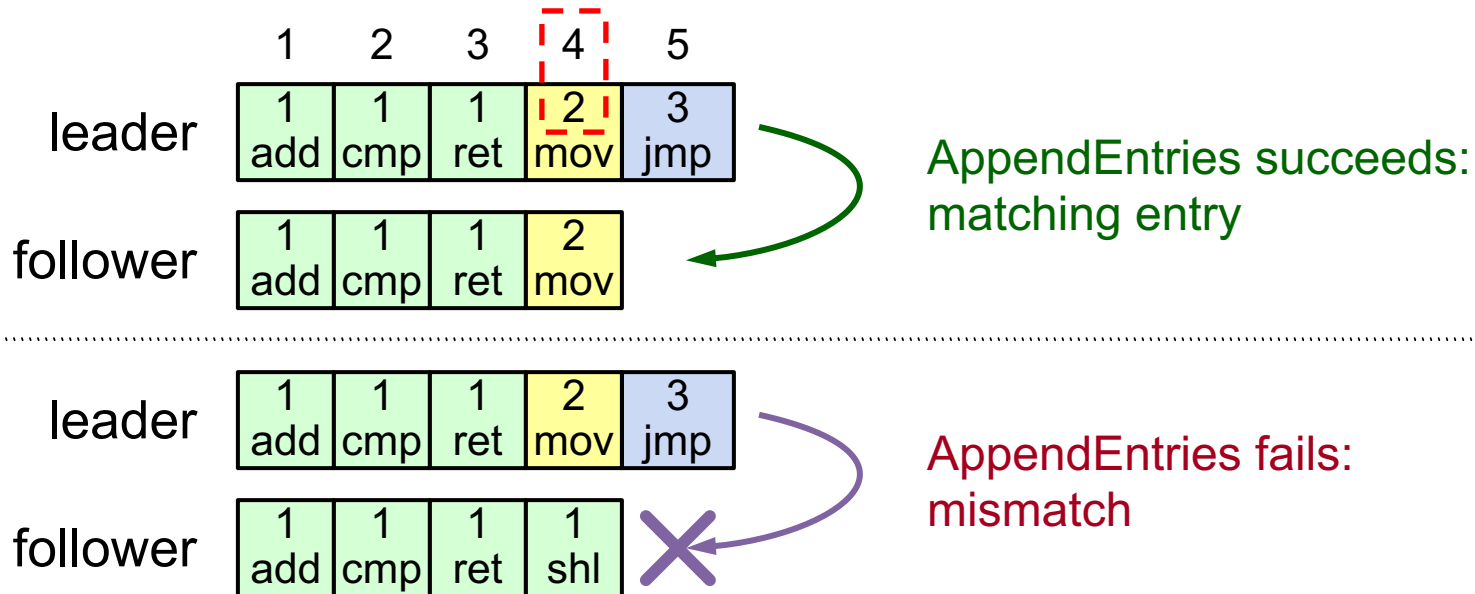 1 2 3 4 5
leader
1 1 1 2 3
add cmp ret mov jmp
AppendEntries succeeds:
matching entry
follower
1 1 1 2
add cmp ret mov
leader
1 1 1 2 3
add cmp ret mov jmp
AppendEntries fails:
mismatch
follower
1 1 1 1
add cmp ret shl